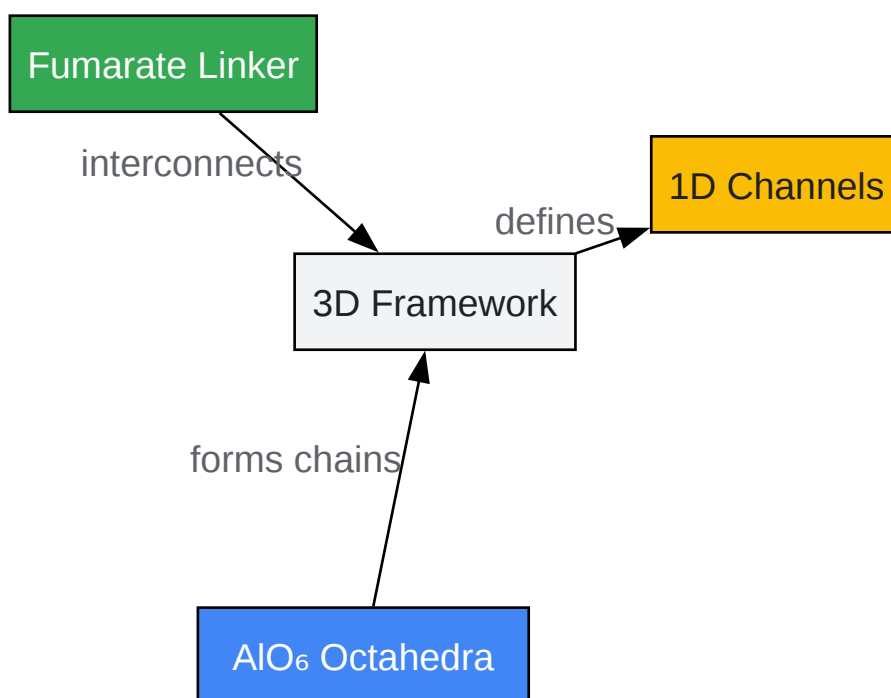 Fumarate Linker
interconnects
1D Channels
defines
3D Framework
forms chains
AlO₆ Octahedra